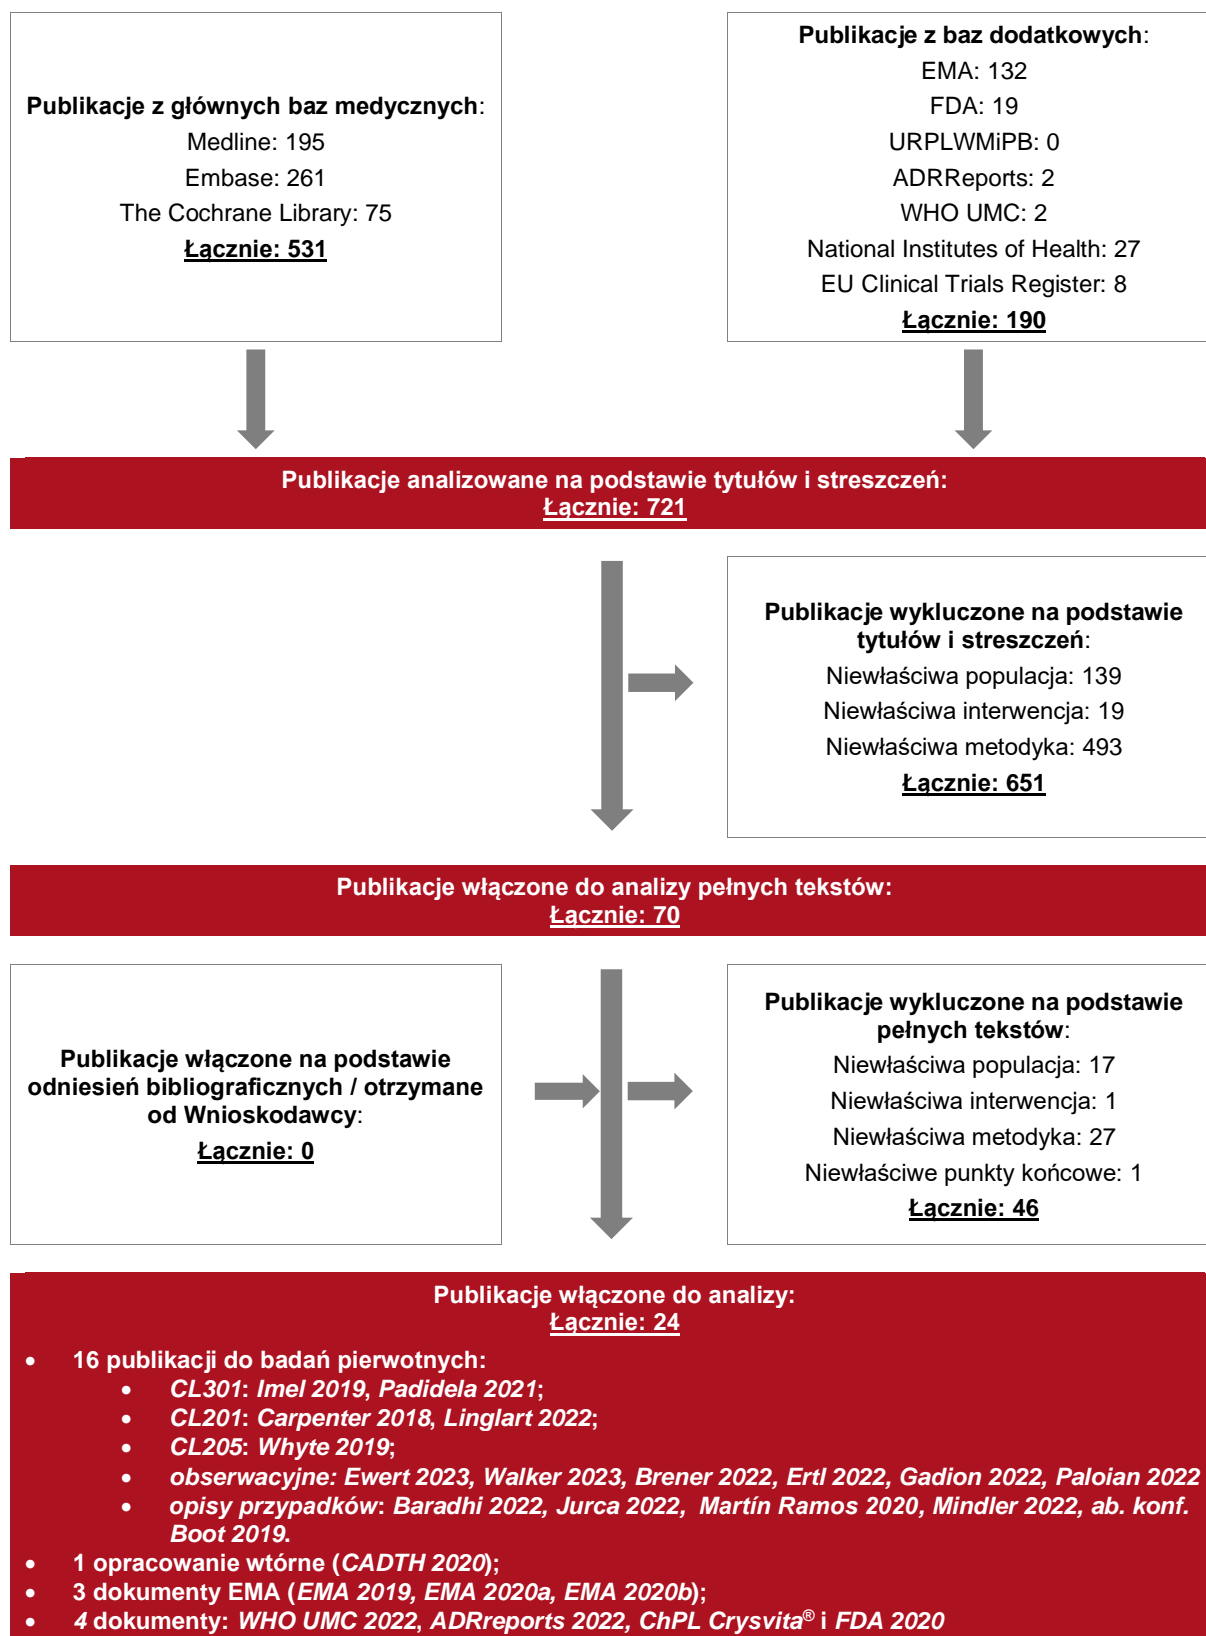 Publikacje z głównych baz medycznych:
Medline: 195
Embase: 261
The Cochrane Library: 75
Łącznie: 531
Publikacje z baz dodatkowych:
EMA: 132
FDA: 19
URPLWMiPB: 0
ADRReports: 2
WHO UMC: 2
National Institutes of Health: 27
EU Clinical Trials Register: 8
Łącznie: 190
Publikacje analizowane na podstawie tytułów i streszczeń:
Łącznie: 721
Publikacje wykluczone na podstawie
tytułów i streszczeń:
Niewłaściwa populacja: 139
Niewłaściwa interwencja: 19
Niewłaściwa metodyka: 493
Łącznie: 651
Publikacje włączone do analizy pełnych tekstów:
Łącznie: 70
Publikacje włączone na podstawie
odniesień bibliograficznych / otrzymane
od Wnioskodawcy:
Łącznie: 0
Publikacje wykluczone na podstawie
pełnych tekstów:
Niewłaściwa populacja: 17
Niewłaściwa interwencja: 1
Niewłaściwa metodyka: 27
Niewłaściwe punkty końcowe: 1
Łącznie: 46
Publikacje włączone do analizy:
Łącznie: 24
• 16 publikacji do badań pierwotnych:
• CL301: Imel 2019, Padidela 2021;
• CL201: Carpenter 2018, Linglart 2022;
• CL205: Whyte 2019;
• obserwacyjne: Ewert 2023, Walker 2023, Brener 2022, Ertl 2022, Gadion 2022, Paloian 2022
• opisy przypadków: Baradhi 2022, Jurca 2022, Martín Ramos 2020, Mindler 2022, ab. konf.
Boot 2019.
• 1 opracowanie wtórne (CADTH 2020);
• 3 dokumenty EMA (EMA 2019, EMA 2020a, EMA 2020b);
• 4 dokumenty: WHO UMC 2022, ADRreports 2022, ChPL Crysvita® i FDA 2020